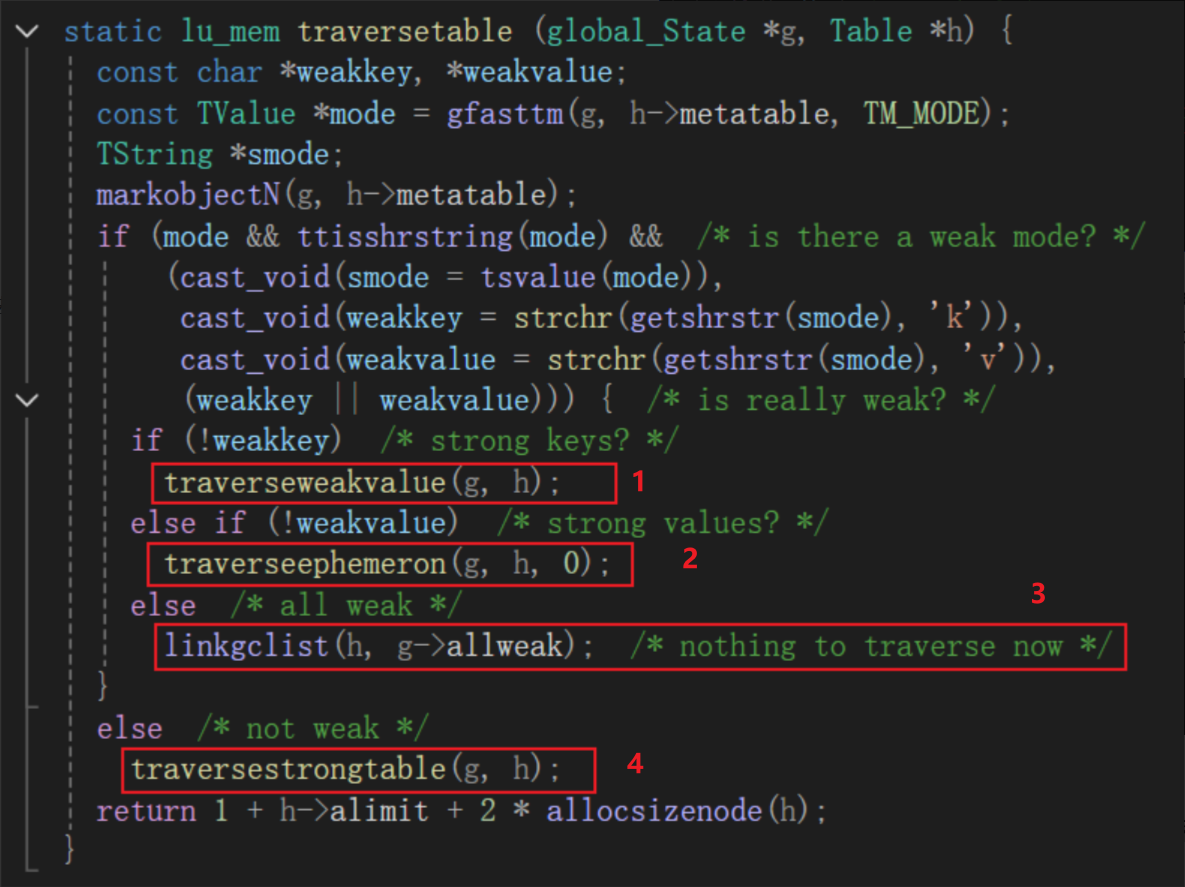 static lu_mem traversetable (global_State *g, Table *h) {
const char *weakkey, *weakvalue;
const TValue *mode = gfasttm(g, h->metatable, TM_MODE);
TString *smode;
markobjectN(g, h->metatable);
if (mode && ttisshrstring(mode) && /* is there a weak mode? */
(cast_void(smode = tsvalue(mode)),
cast_void(weakkey = strchr(getshrstr(smode), 'k')),
cast_void(weakvalue = strchr(getshrstr(smode), 'v')),
(weakkey || weakvalue))) { /* is really weak? */
if (!weakkey) /* strong keys? */
traverseweakvalue(g, h); 1
else if (!weakvalue) /* strong values? */
traverseephemeron(g, h, 0); 2
else /* all weak */ 3
linkgclist(h, g->allweak); /* nothing to traverse now */
}
else /* not weak */
traversestrongtable(g, h); 4
return 1 + h->alimit + 2 * allocsizenode(h);
}